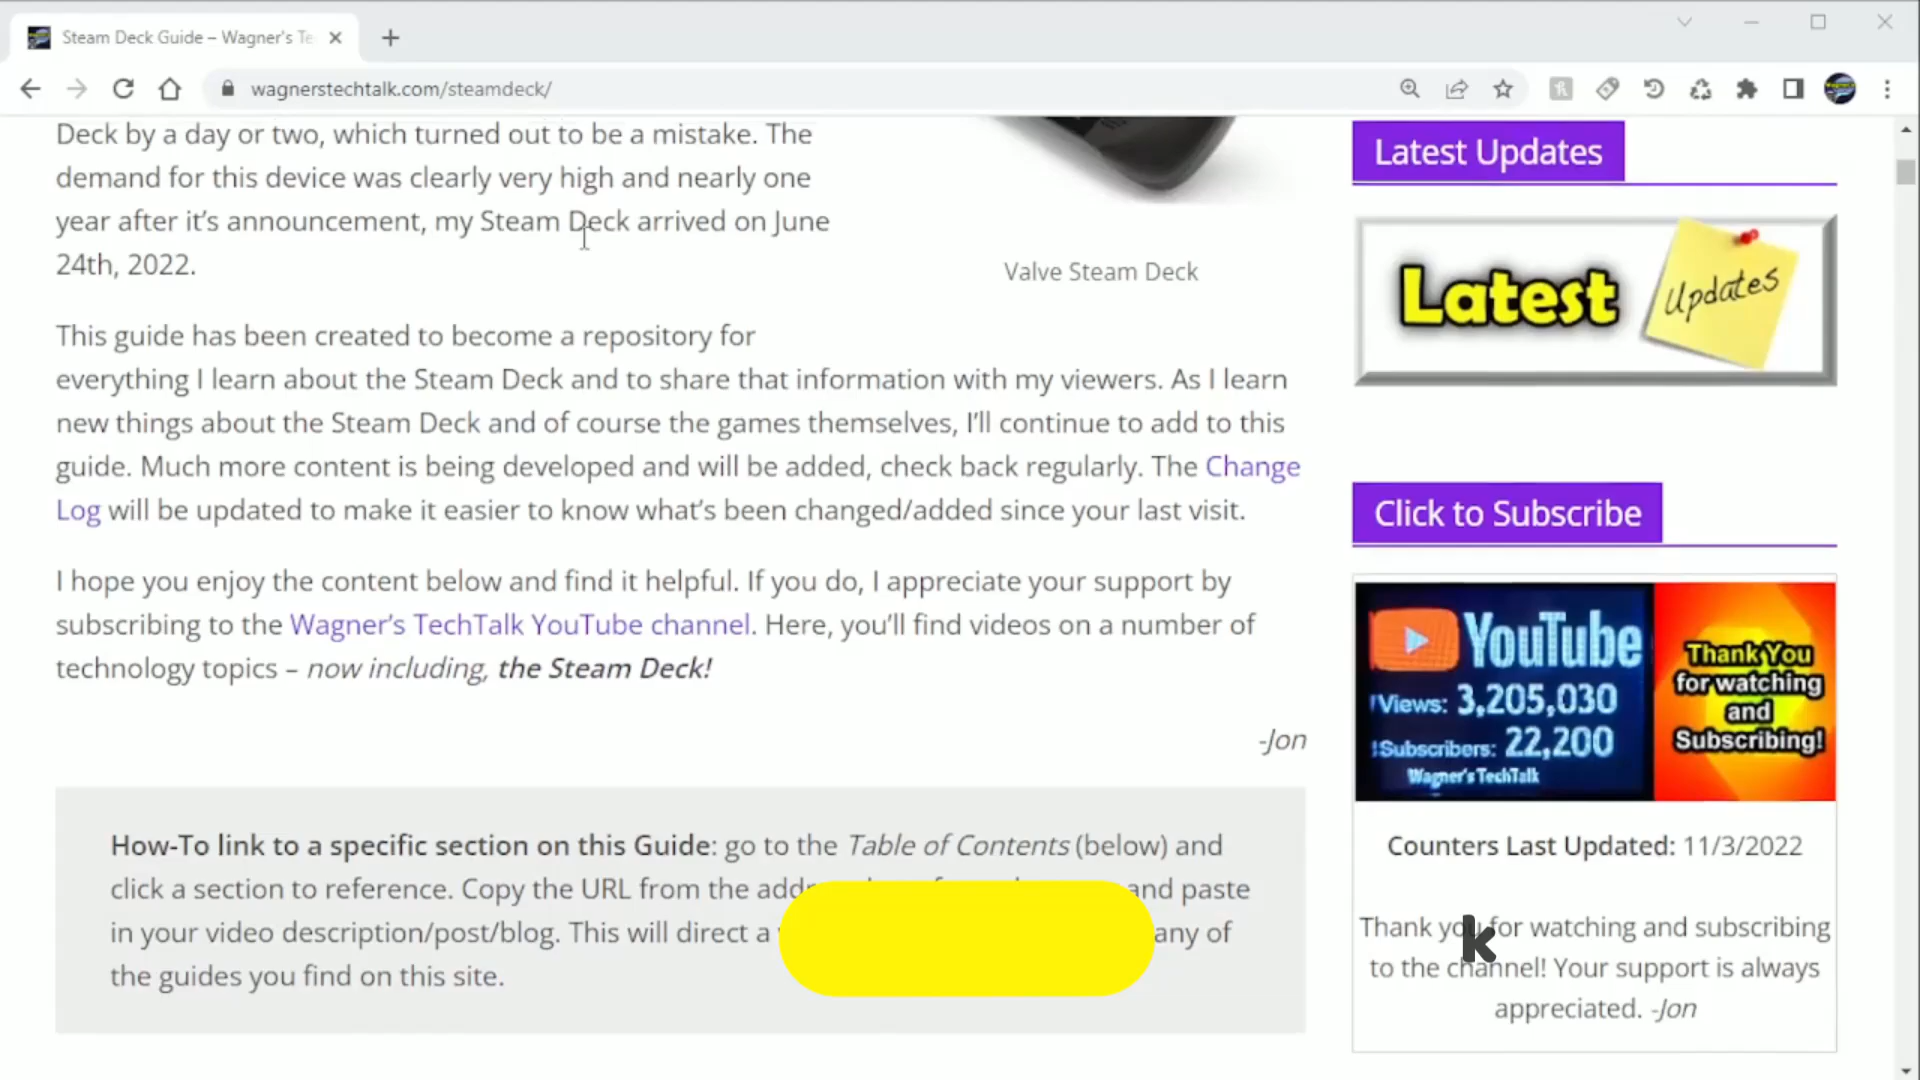 Steam Deck Guide – Wagner's Te
wagnerstechtalk.com/steamdeck/
Deck by a day or two, which turned out to be a mistake. The
demand for this device was clearly very high and nearly one
year after it's announcement, my Steam Deck arrived on June
24th, 2022.
Valve Steam Deck
This guide has been created to become a repository for
everything I learn about the Steam Deck and to share that information with my viewers. As I learn
new things about the Steam Deck and of course the games themselves, I'll continue to add to this
guide. Much more content is being developed and will be added, check back regularly. The Change
Log will be updated to make it easier to know what's been changed/added since your last visit.
I hope you enjoy the content below and find it helpful. If you do, I appreciate your support by
subscribing to the Wagner's TechTalk YouTube channel. Here, you'll find videos on a number of
technology topics – now including, the Steam Deck!
-Jon
How-To link to a specific section on this Guide: go to the Table of Contents (below) and
click a section to reference. Copy the URL from the and paste
in your video description/post/blog. This will direct a any of
the guides you find on this site.
Latest Updates
Latest Updates
Click to Subscribe
YouTube
Views: 3,205,030
Subscribers: 22,200
Wagner's TechTalk
Thank You
for watching
and
Subscribing!
Counters Last Updated: 11/3/2022
Thank you for watching and subscribing
to the channel! Your support is always
appreciated. -Jon
k